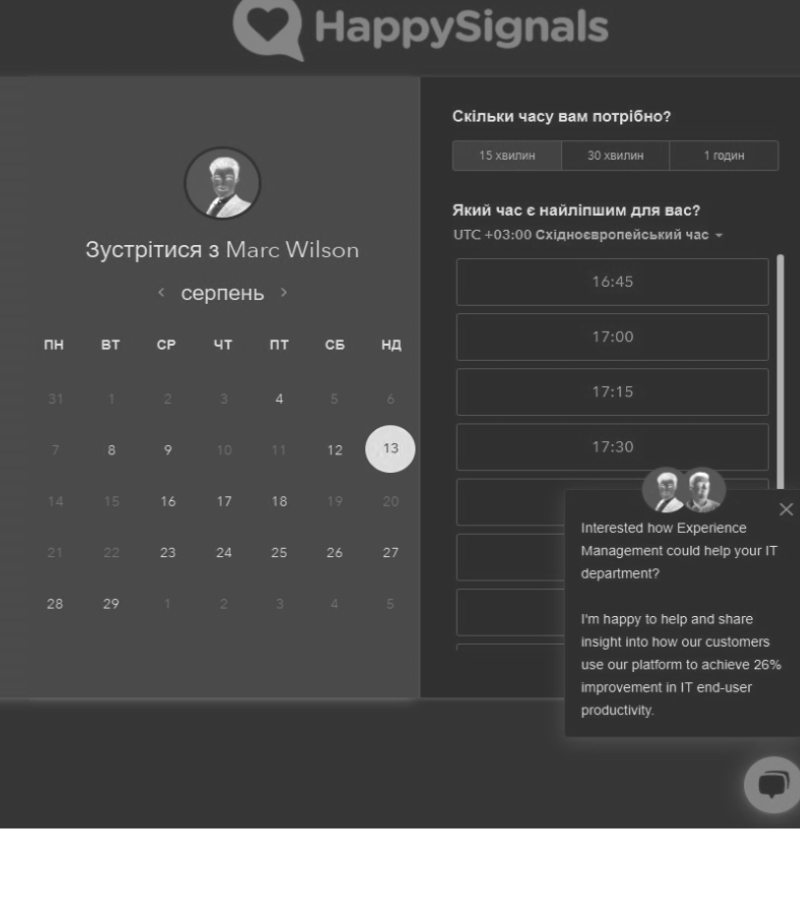 HappySignals
Зустрітися з Marc Wilson
серпень
ПН ВТ СР ЧТ ПТ СБ НД
31 1 2 3 4 5 6
7 8 9 10 11 12 13
14 15 16 17 18 19 20
21 22 23 24 25 26 27
28 29 1 2 3 4 5
Скільки часу вам потрібно?
15 хвилин 30 хвилин 1 годин
Який час є найліпшим для вас?
UTC +03:00 Східноєвропейський час
16:45
17:00
17:15
17:30
Interested how Experience
Management could help your IT
department?
I'm happy to help and share
insight into how our customers
use our platform to achieve 26%
improvement in IT end-user
productivity.